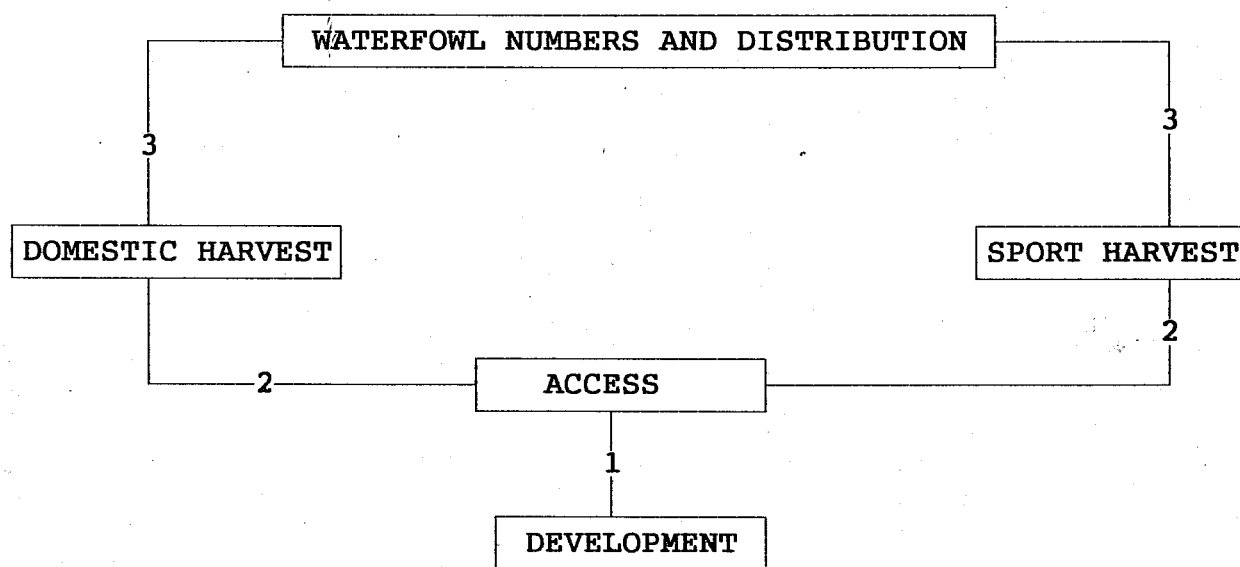 WATERFOWL NUMBERS AND DISTRIBUTION
3
3
DOMESTIC HARVEST
SPORT HARVEST
2
2
ACCESS
1
DEVELOPMENT